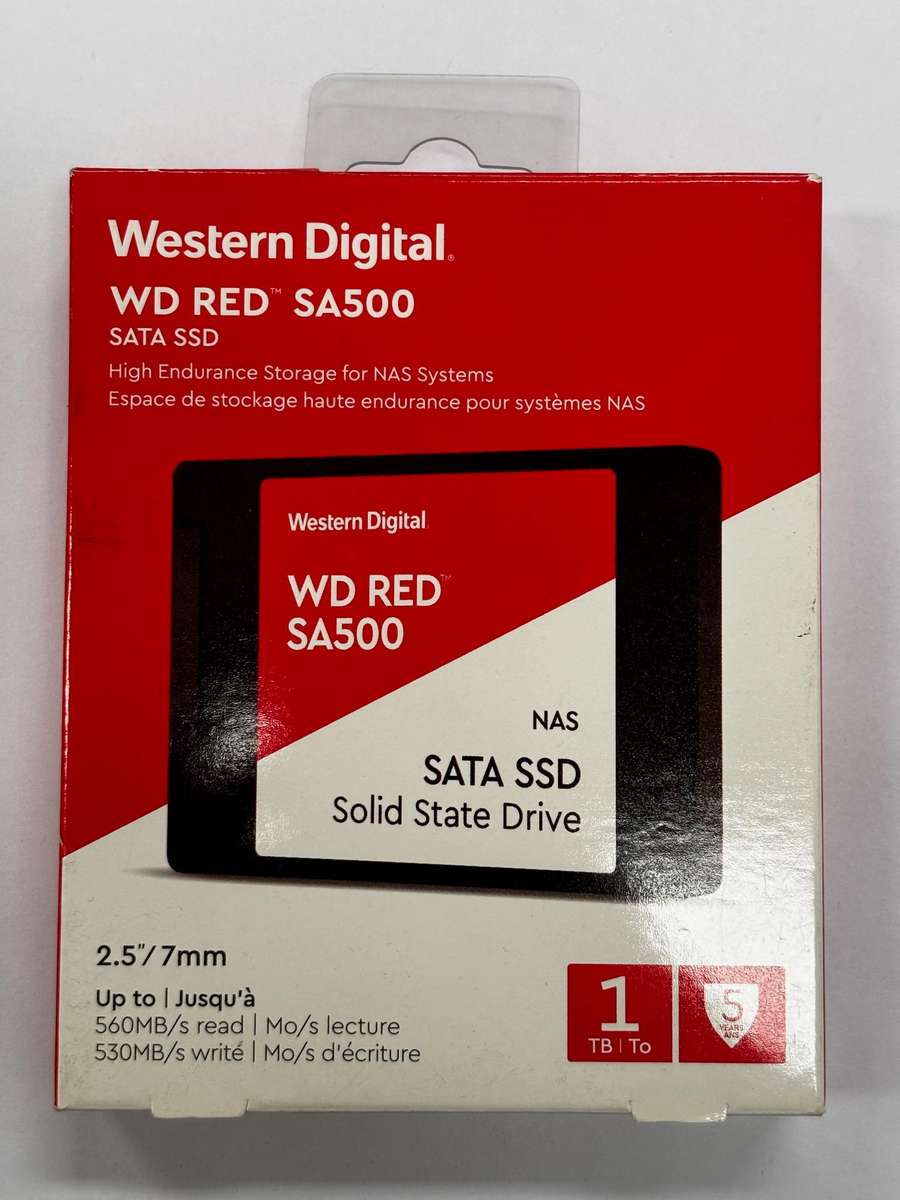 Western Digital®
WD RED™ SA500
SATA SSD
High Endurance Storage for NAS Systems
Espace de stockage haute endurance pour systèmes NAS
Western Digital
WD RED™
SA500
NAS
SATA SSD
Solid State Drive
2.5"/7mm
Up to | Jusqu'à
560MB/s read | Mo/s lecture
530MB/s write | Mo/s d'écriture
1
TB | To
5
YEARS
ANS